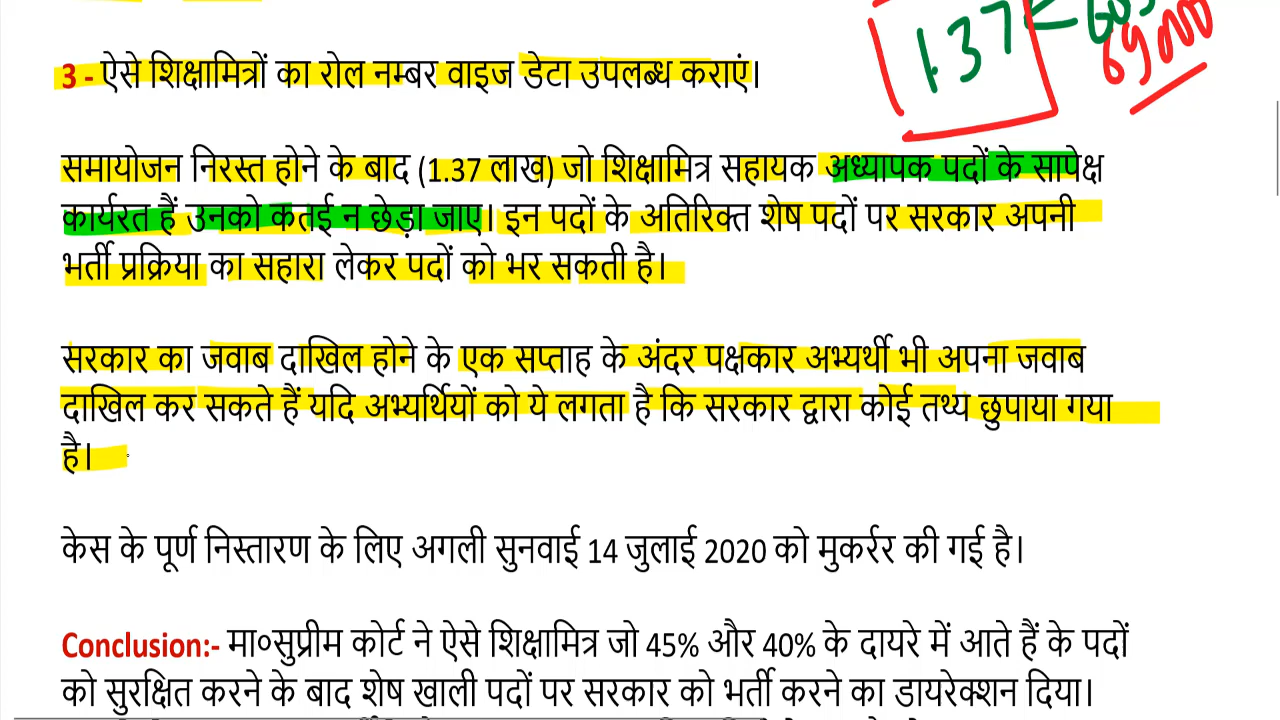 1.37 < 605
69000
3 - ऐसे शिक्षामित्रों का रोल नम्बर वाइज डेटा उपलब्ध कराएं।
समायोजन निरस्त होने के बाद (1.37 लाख) जो शिक्षामित्र सहायक अध्यापक पदों के सापेक्ष
कार्यरत हैं उनको कतई न छेड़ा जाए। इन पदों के अतिरिक्त शेष पदों पर सरकार अपनी
भर्ती प्रक्रिया का सहारा लेकर पदों को भर सकती है।
सरकार का जवाब दाखिल होने के एक सप्ताह के अंदर पक्षकार अभ्यर्थी भी अपना जवाब
दाखिल कर सकते हैं यदि अभ्यर्थियों को ये लगता है कि सरकार द्वारा कोई तथ्य छुपाया गया
है।
केस के पूर्ण निस्तारण के लिए अगली सुनवाई 14 जुलाई 2020 को मुकर्रर की गई है।
Conclusion:- मा०सुप्रीम कोर्ट ने ऐसे शिक्षामित्र जो 45% और 40% के दायरे में आते हैं के पदों
को सुरक्षित करने के बाद शेष खाली पदों पर सरकार को भर्ती करने का डायरेक्शन दिया।